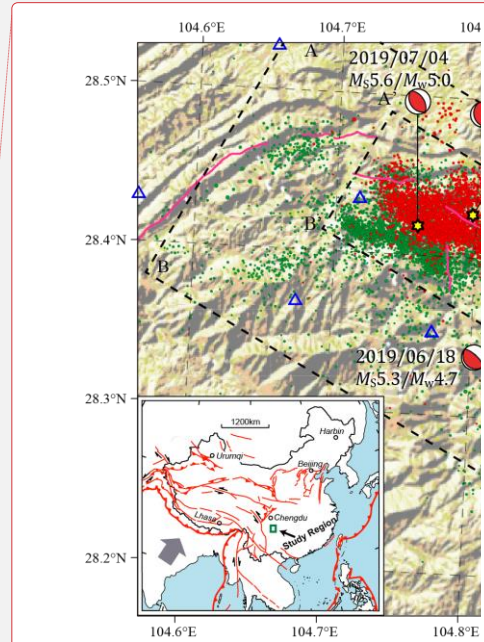 104.6°E
104.7°E
104
A
2019/07/04
MS5.6/MW5.0
28.5°N
A'
28.4°N
B'
B
2019/06/18
MS5.3/MW4.7
28.3°N
1200km
Harbin
Urumqi
Beijing
Lhasa
Chengdu
Study Region
28.2°N
104.6°E
104.7°E
104.8°